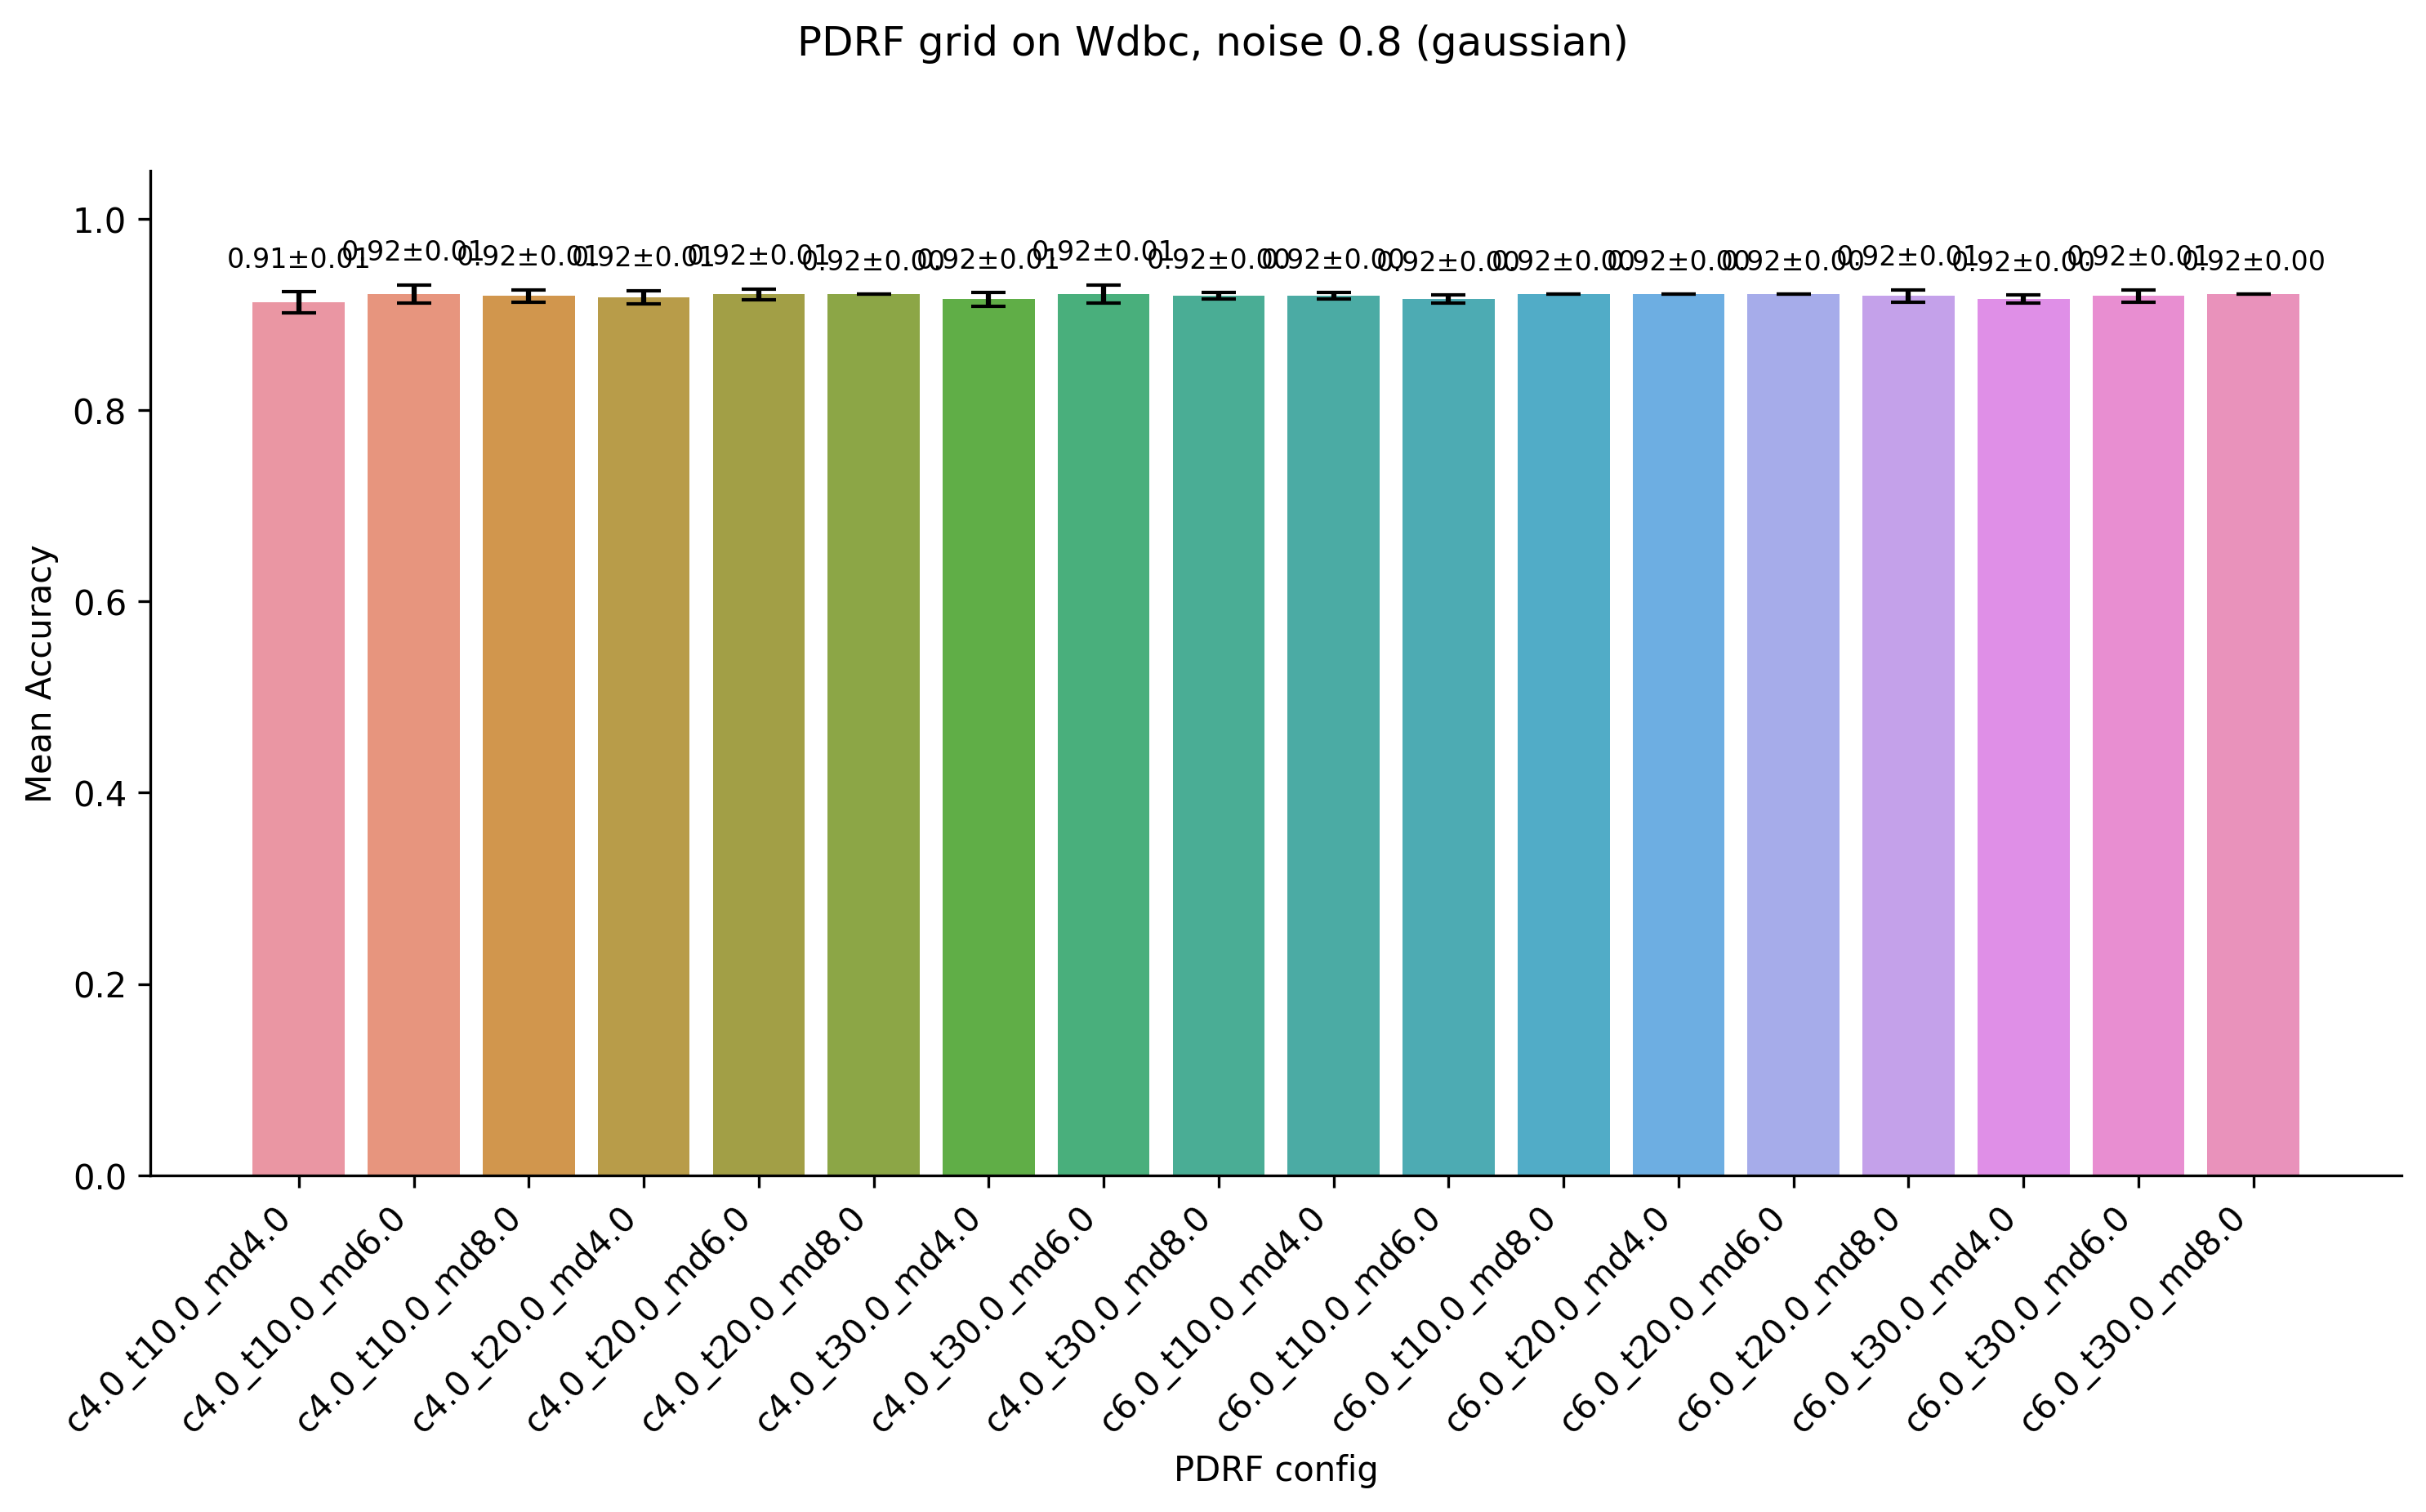 PDRF grid on Wdbc, noise 0.8 (gaussian)
Mean Accuracy
1.0
0.8
0.6
0.4
0.2
0.0
0.91±0.01
0.92±0.01
0.92±0.01
0.92±0.01
0.92±0.01
0.92±0.00
0.92±0.01
0.92±0.01
0.92±0.00
0.92±0.00
0.92±0.00
0.92±0.00
0.92±0.00
0.92±0.00
0.92±0.01
0.92±0.00
0.92±0.01
0.92±0.00
c4.0_t10.0_md4.0
c4.0_t10.0_md6.0
c4.0_t10.0_md8.0
c4.0_t20.0_md4.0
c4.0_t20.0_md6.0
c4.0_t20.0_md8.0
c4.0_t30.0_md4.0
c4.0_t30.0_md6.0
c4.0_t30.0_md8.0
c6.0_t10.0_md4.0
c6.0_t10.0_md6.0
c6.0_t10.0_md8.0
c6.0_t20.0_md4.0
c6.0_t20.0_md6.0
c6.0_t20.0_md8.0
c6.0_t30.0_md4.0
c6.0_t30.0_md6.0
c6.0_t30.0_md8.0
PDRF config